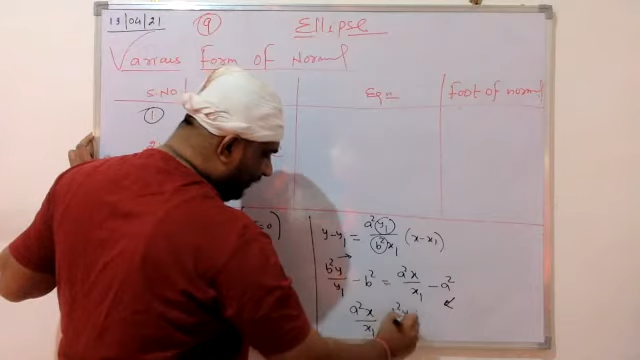 19/04/21 9 Ellipse
Various Form of Normal
S.NO Eqn Foot of normal
1
y-y₁ = a²y₁/b²x₁ (x-x₁)
b²y/y₁ - b² = a²x/x₁ - a²
a²x/x₁